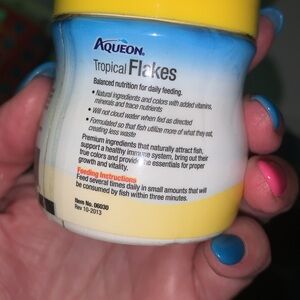 AQUEON.
Tropical Flakes
Balanced nutrition for daily feeding.
• Natural ingredients and colors with added vitamins,
minerals and trace nutrients
• Will not cloud water when fed as directed
• Formulated so that fish utilize more of what they eat,
creating less waste
Premium ingredients that naturally attract fish,
support a healthy immune system, bring out their
true colors and provide the essentials for proper
growth and vitality.
Feeding Instructions
Feed several times daily in small amounts that will
be consumed by fish within three minutes.
Item No. 06030
Rev 10-2013